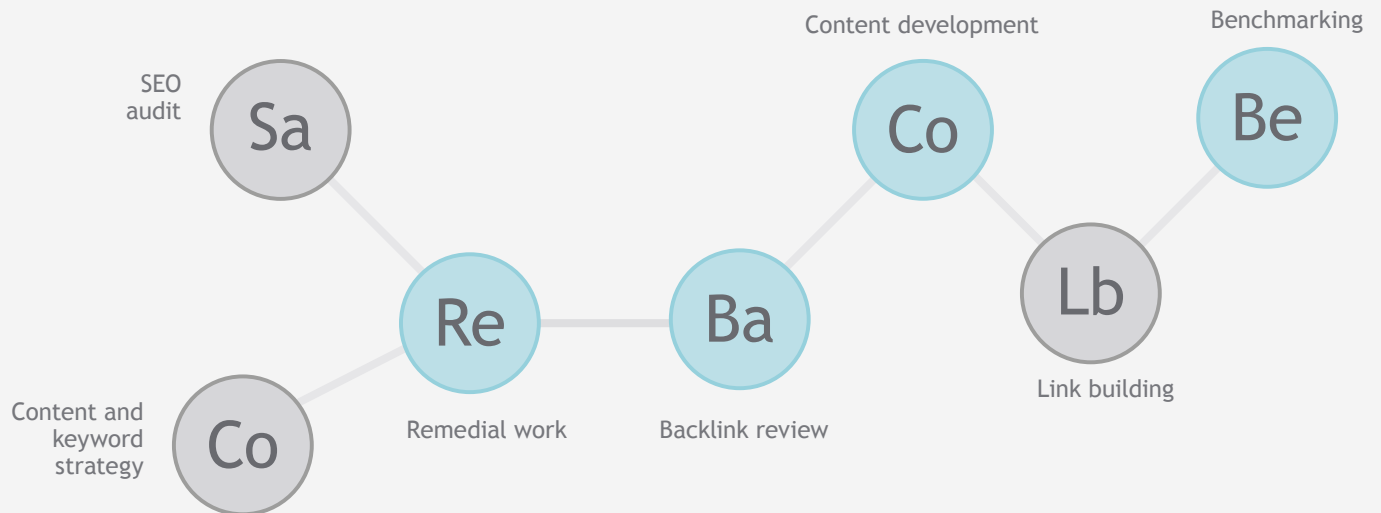 Benchmarking
Content development
SEO
audit
Sa
Co
Be
Re
Ba
Lb
Content and
keyword
strategy
Co
Remedial work
Backlink review
Link building